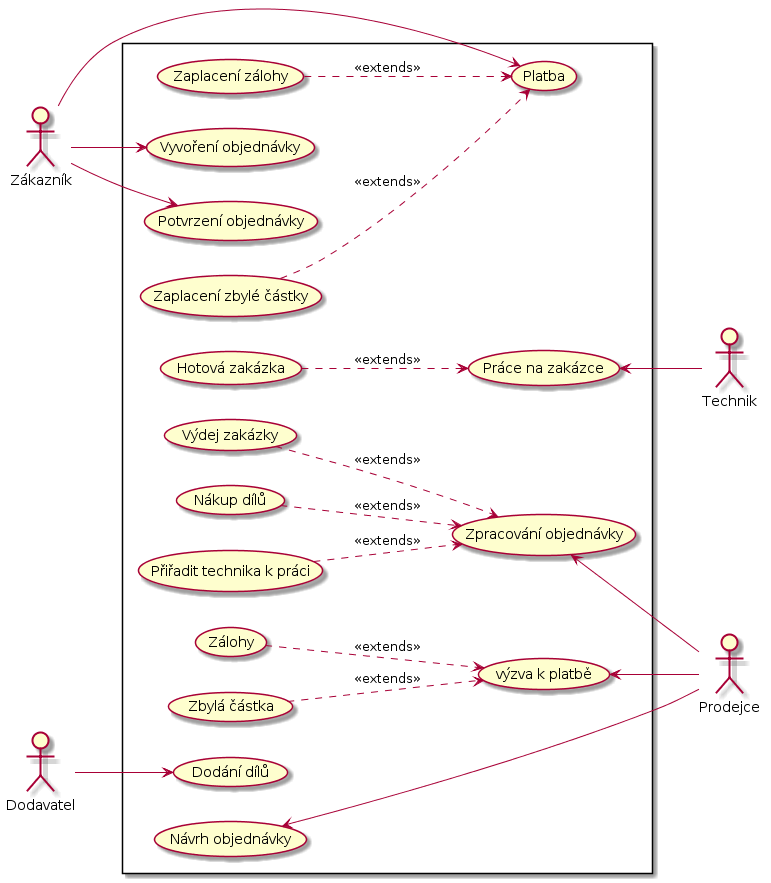 Zaplacení zálohy
«extends»
Platba
Vyvoření objednávky
Zákazník
«extends»
Potvrzení objednávky
Zaplacení zbylé částky
Hotová zakázka
«extends»
Práce na zakázce
Technik
Výdej zakázky
«extends»
Nákup dílů
«extends»
Zpracování objednávky
«extends»
Přiřadit technika k práci
Zálohy
«extends»
výzva k platbě
«extends»
Zbylá částka
Prodejce
Dodání dílů
Dodavatel
Návrh objednávky